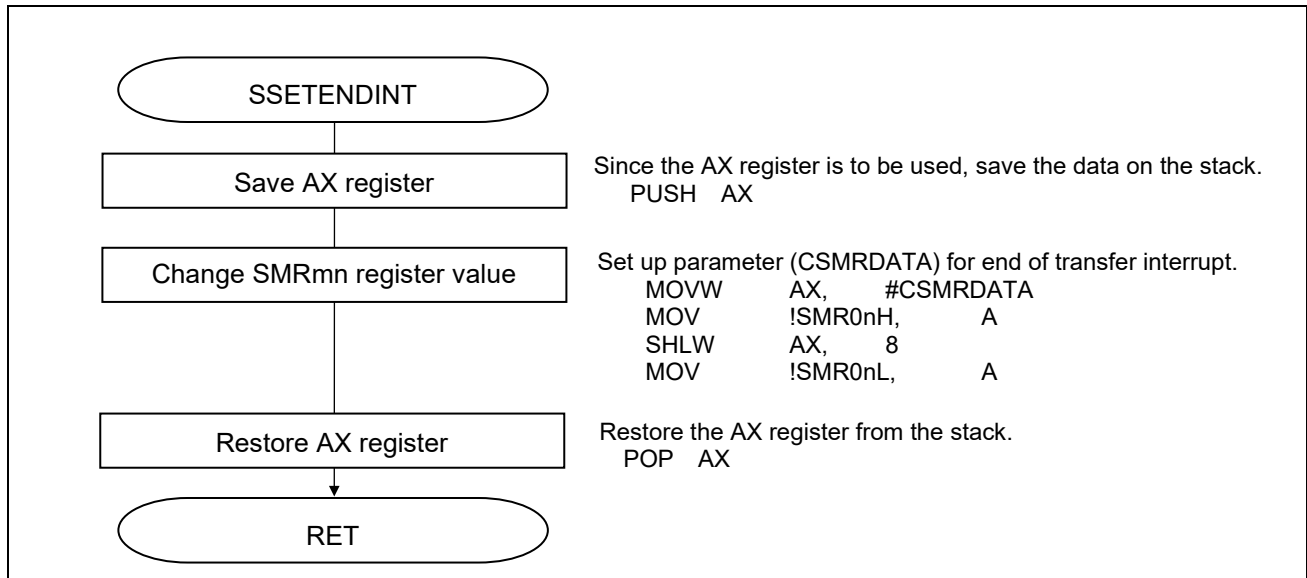 SSETENDINT
Save AX register
Since the AX register is to be used, save the data on the stack.
PUSH AX
Change SMRmn register value
Set up parameter (CSMRDATA) for end of transfer interrupt.
MOVW AX, #CSMRDATA
MOV !SMR0nH, A
SHLW AX, 8
MOV !SMR0nL, A
Restore AX register
Restore the AX register from the stack.
POP AX
RET